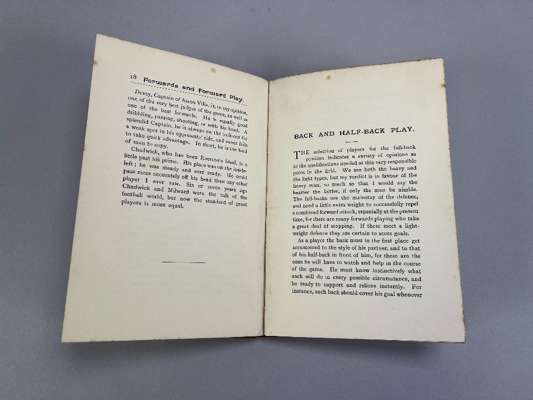 18 Forwards and Forward Play.
Devey, Captain of Aston Villa, is, in my opinion,
one of the very best judges of the game, as well as
one of the best forwards. He is equally good
dribbling, passing, shooting, or with his head. A
splendid Captain, he is always on the look-out for
a weak spot in his opponents' side, and never fails
to take quick advantage. In short, he is the kind
of man to copy.
Chadwick, who has been Everton's Ideal, is a
little past his prime. His place was the inside-
left; he was steady and ever ready. He could
pass more accurately off his head than any other
player I ever saw. Six or seven years ago
Chadwick and Milward were the talk of the
football world, but now the standard of great
players is more equal.
BACK AND HALF-BACK PLAY.
THE selection of players for the full-back
position indicates a variety of opinions as
to the qualifications needed at this very responsible
point in the field. We see both the heavy and
the light types, but my verdict is in favour of the
heavy man, so much so that I would say the
heavier the better, if only the man be nimble.
The full-backs are the mainstay of the defence,
and need a little extra weight to successfully repel
a combined forward attack, especially at the present
time, for there are many forwards playing who take
a great deal of stopping. If these meet a light-
weight defence they are certain to score goals.
As a player the back must in the first place get
accustomed to the style of his partner, and to that
of his half-back in front of him, for these are the
ones he will have to watch and help in the course
of the game. He must know instinctively what
each will do in every possible circumstance, and
be ready to support and relieve instantly. For
instance, each back should cover his goal whenever